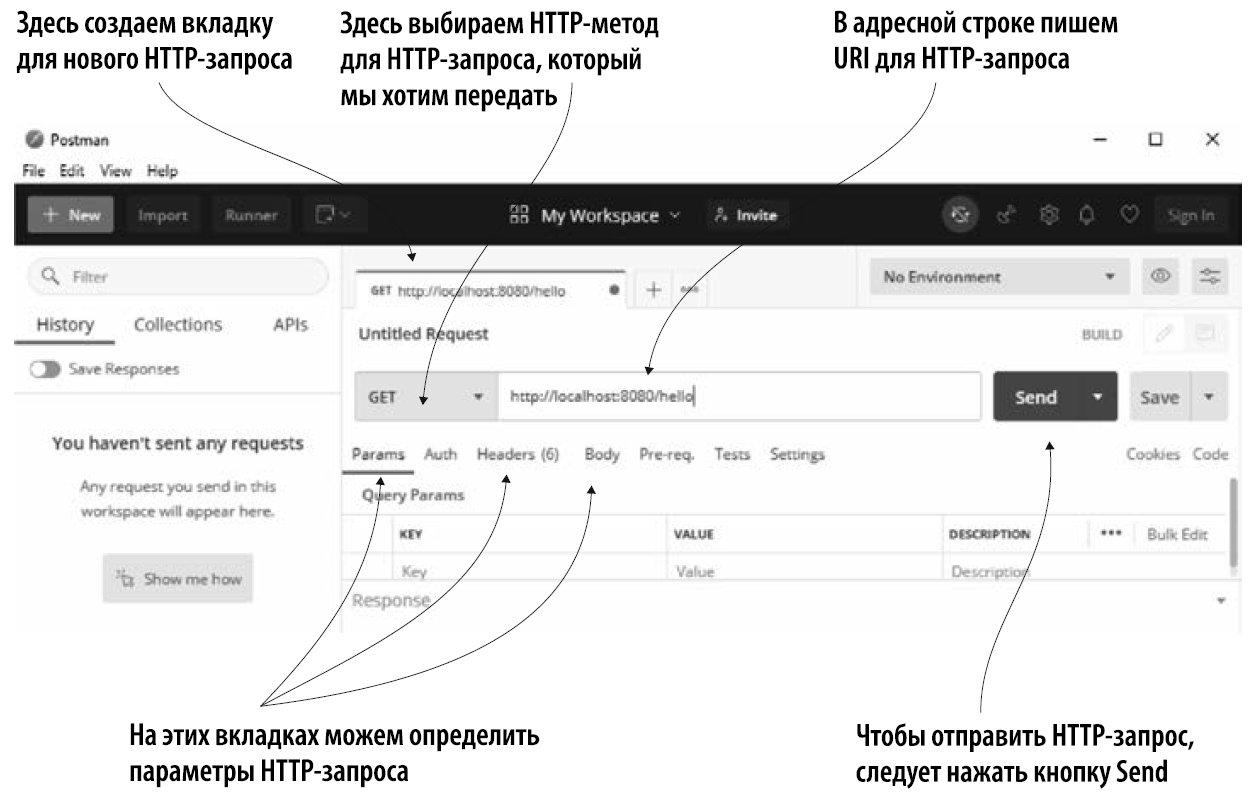 Здесь создаем вкладку
для нового HTTP-запроса
Здесь выбираем HTTP-метод
для HTTP-запроса, который
мы хотим передать
В адресной строке пишем
URI для HTTP-запроса
Postman
File Edit View Help
New Import Runner My Workspace Invite Sign In
Filter
GET http://localhost:8080/hello
No Environment
History Collections APIs
Untitled Request
BUILD
Save Responses
GET http://localhost:8080/hello Send Save
You haven't sent any requests
Any request you send in this
workspace will appear here.
Show me how
Params Auth Headers (6) Body Pre-req. Tests Settings Cookies Code
Query Params
KEY VALUE DESCRIPTION Bulk Edit
Key Value Description
Response
На этих вкладках можем определить
параметры HTTP-запроса
Чтобы отправить HTTP-запрос,
следует нажать кнопку Send